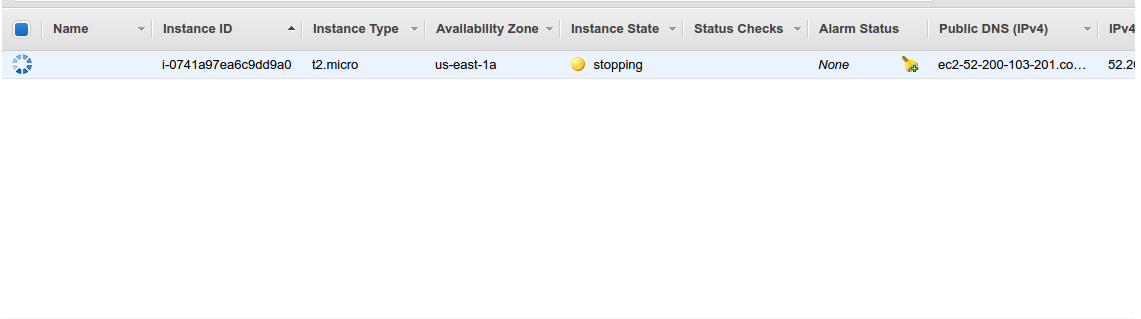 Name Instance ID Instance Type Availability Zone Instance State Status Checks Alarm Status Public DNS (IPv4) IPv4
i-0741a97ea6c9dd9a0 t2.micro us-east-1a stopping None ec2-52-200-103-201.co… 52.20